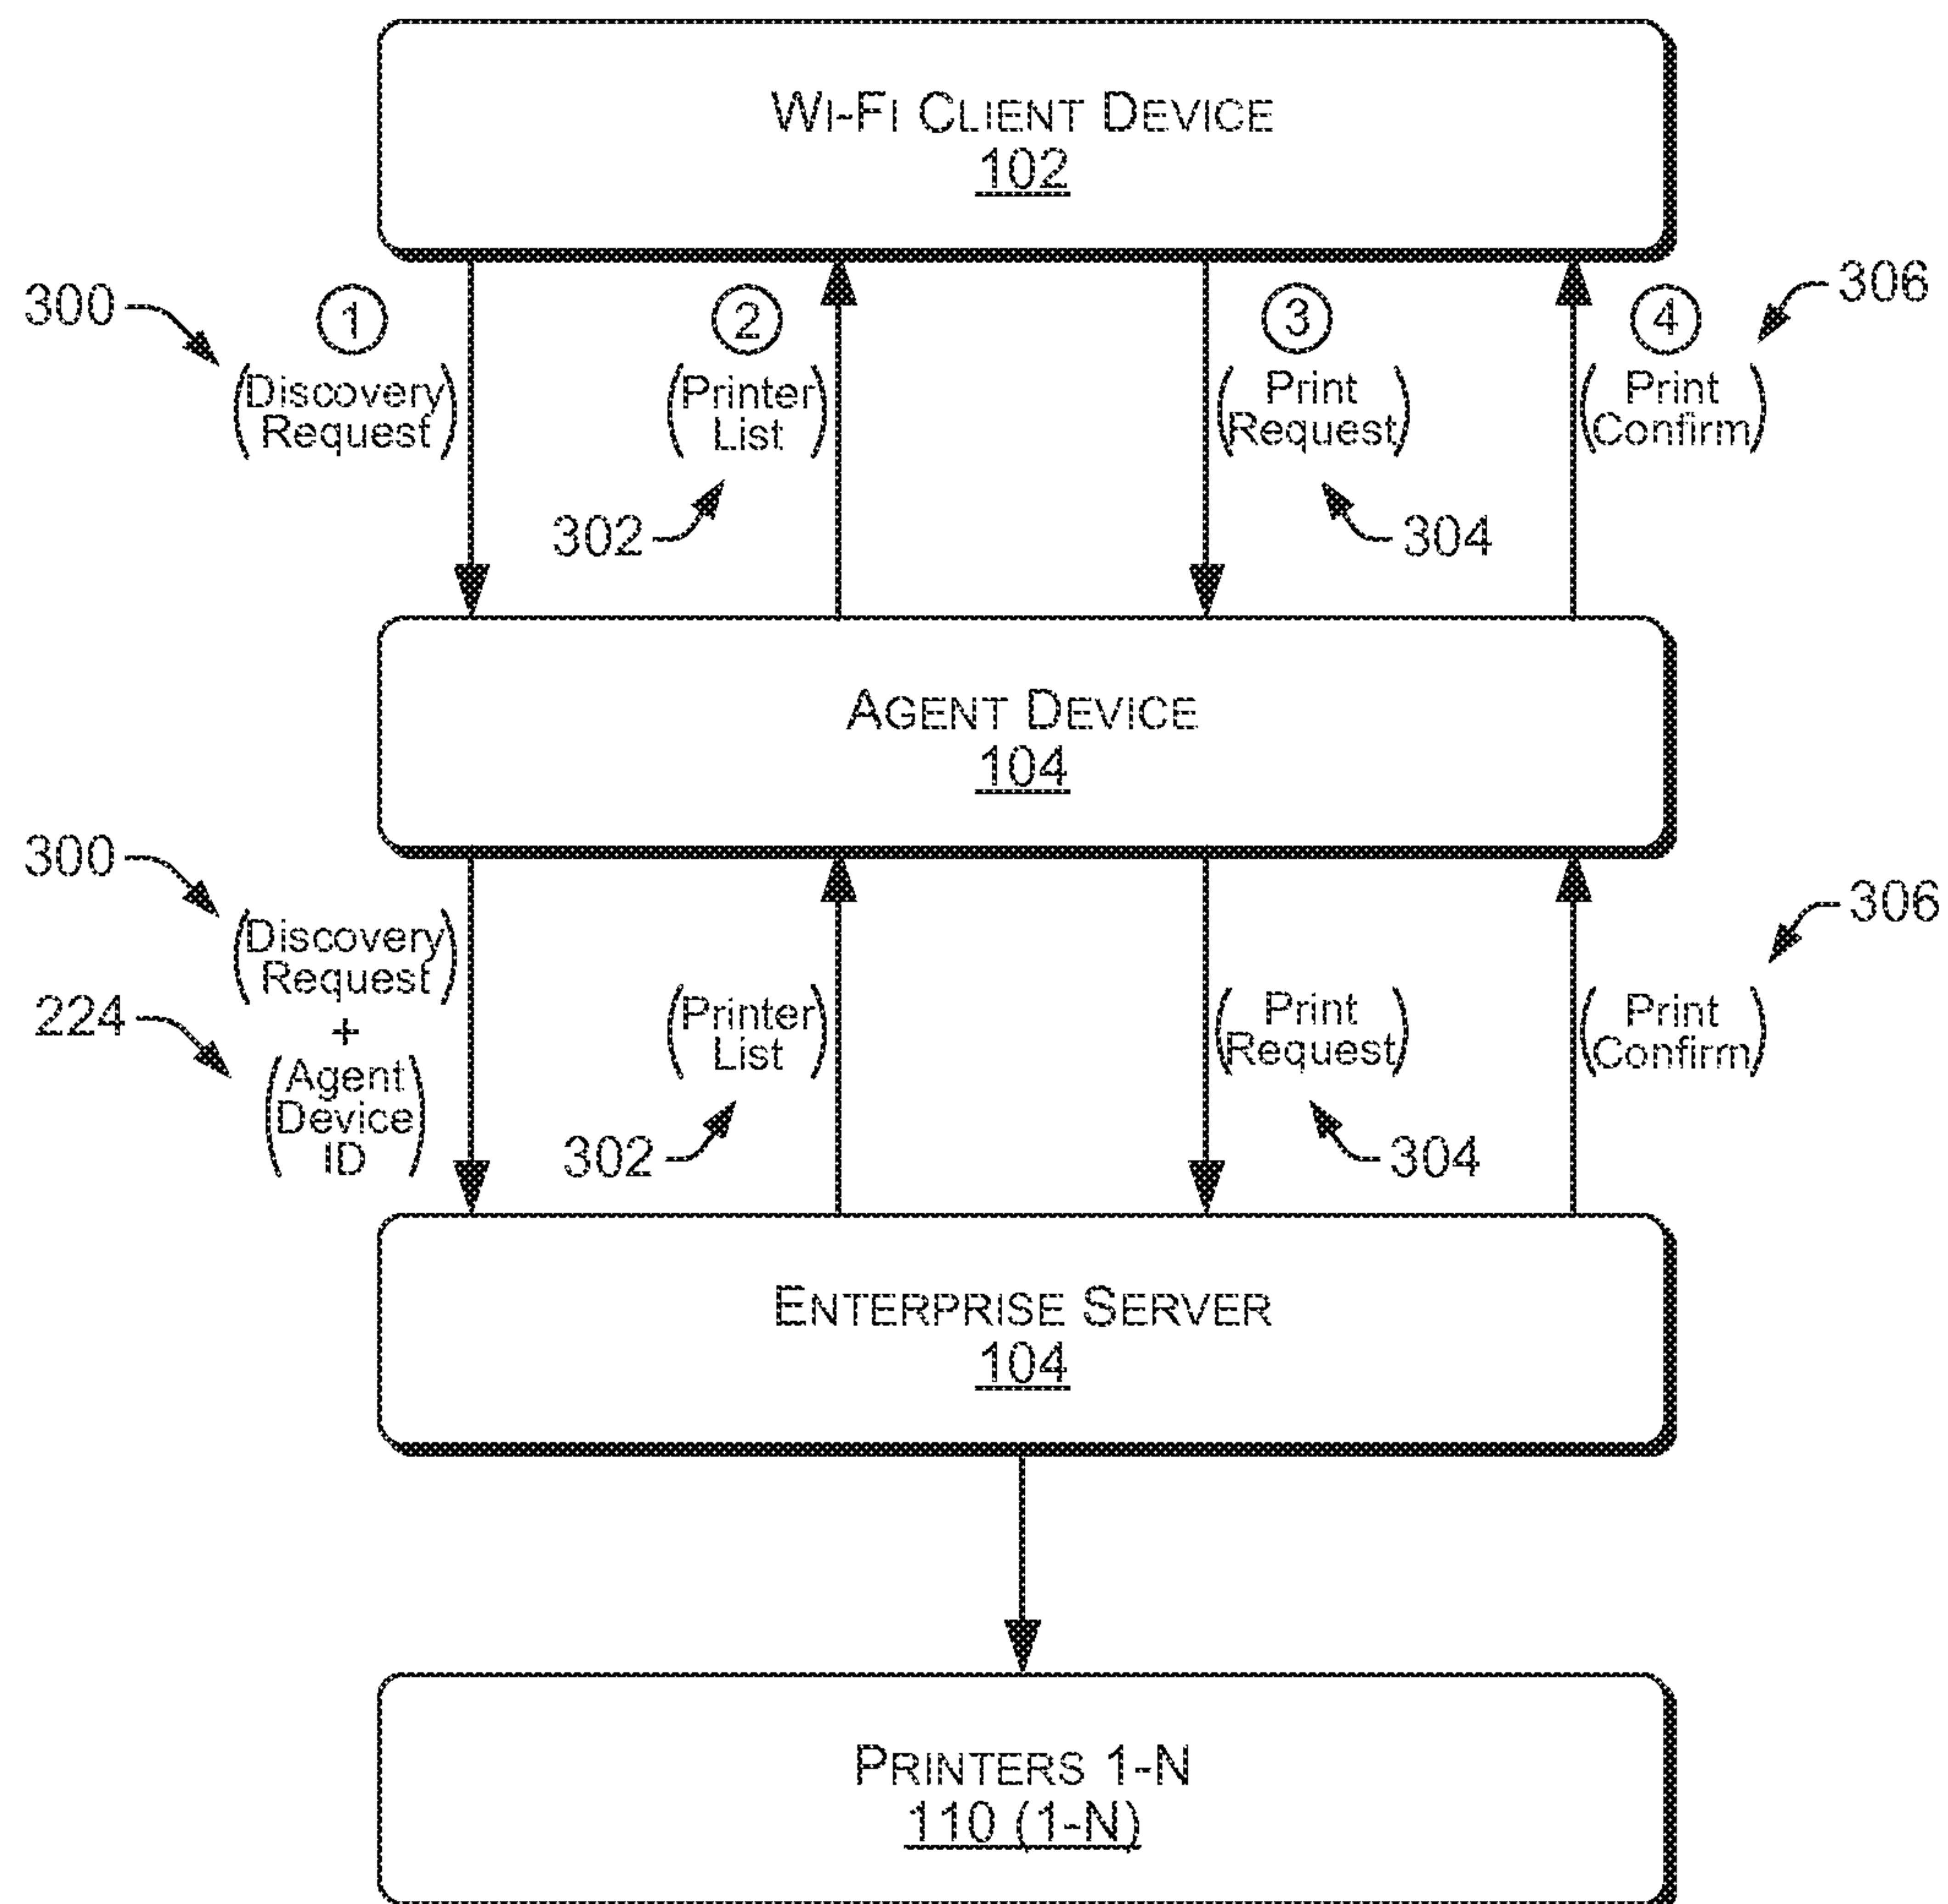 WI-FI CLIENT DEVICE
102
300
1
2
3
4
306
(Discovery
Request)
(Printer
List)
(Print
Request)
(Print
Confirm)
302
304
AGENT DEVICE
104
300
306
(Discovery
Request)
+
224
(Agent
Device
ID)
(Printer
List)
(Print
Request)
(Print
Confirm)
302
304
ENTERPRISE SERVER
104
PRINTERS 1-N
110 (1-N)